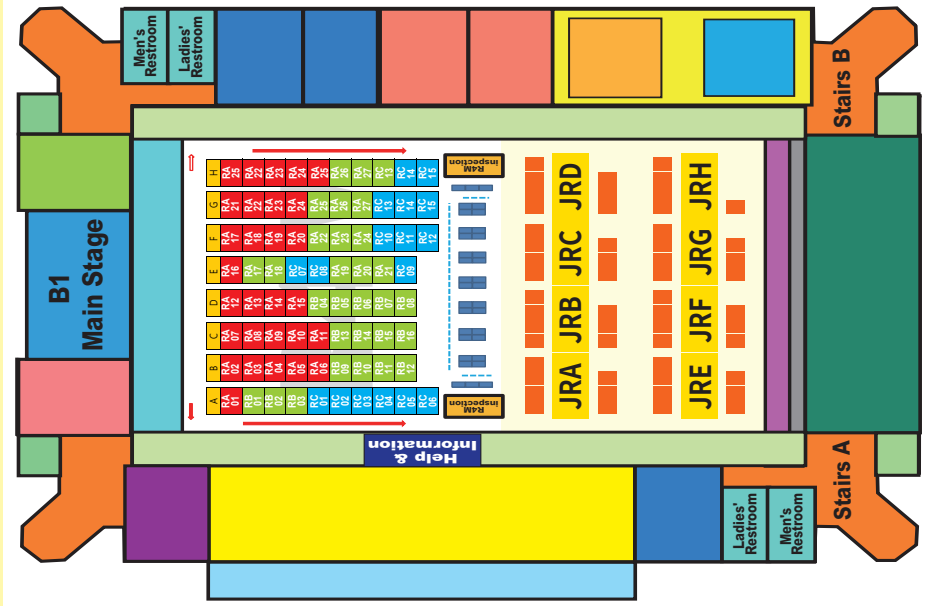 Men's
Restroom
Ladies'
Restroom
Stairs B
B1
Main Stage
R4M
inspection
H RA 25 RA 22 RA 23 RA 24 RA 25 RA 26 RA 27 RC 13 RC 14 RC 15
G RA 21 RA 22 RA 23 RA 24 RA 25 RA 26 RA 27 RC 13 RC 14 RC 15
F RA 17 RA 18 RA 19 RA 20 RA 22 RA 23 RA 24 RC 10 RC 11 RC 12
E RA 16 RA 17 RA 18 RC 07 RC 08 RA 19 RA 20 RA 21 RC 09
D RA 12 RA 13 RA 14 RA 15 RB 04 RB 05 RB 06 RB 07 RB 08
C RA 07 RA 08 RA 09 RA 10 RA 11 RB 13 RB 14 RB 15 RB 16
B RA 02 RA 03 RA 04 RA 05 RA 06 RB 09 RB 10 RB 11 RB 12
A RA 01 RB 01 RB 02 RB 03 RC 01 RC 02 RC 03 RC 04 RC 05 RC 06
R4M
inspection
JRA JRB JRC JRD
JRE JRF JRG JRH
Help &
Information
Stairs A
Ladies'
Restroom
Men's
Restroom